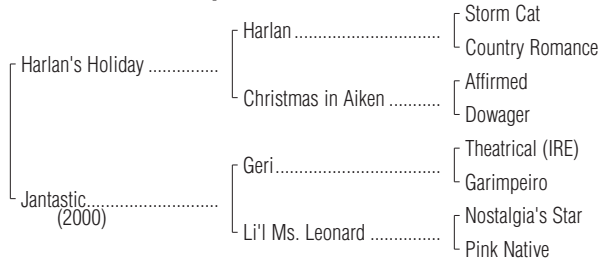 Storm Cat
Harlan
Country Romance
Harlan's Holiday
Affirmed
Christmas in Aiken
Dowager
Theatrical (IRE)
Geri
Garimpeiro
Jantastic
(2000)
Nostalgia's Star
Li'l Ms. Leonard
Pink Native